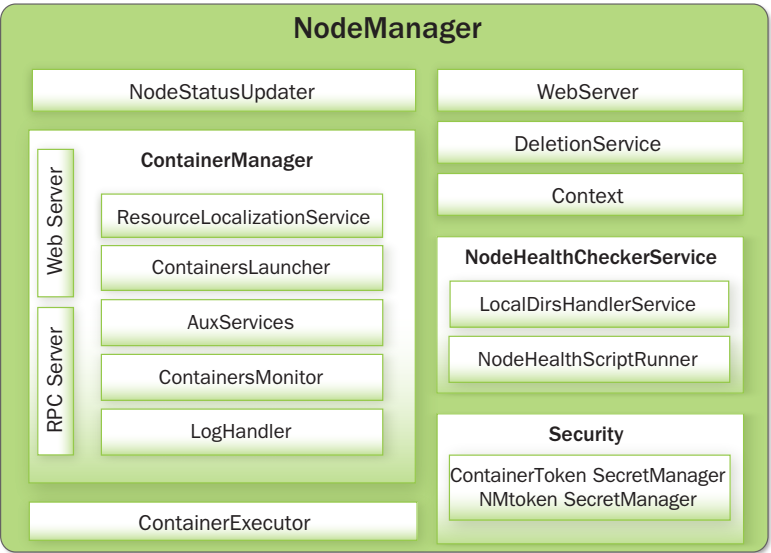 NodeManager
NodeStatusUpdater
ContainerManager
Web Server
RPC Server
ResourceLocalizationService
ContainersLauncher
AuxServices
ContainersMonitor
LogHandler
ContainerExecutor
WebServer
DeletionService
Context
NodeHealthCheckerService
LocalDirsHandlerService
NodeHealthScriptRunner
Security
ContainerToken SecretManager
NMtoken SecretManager